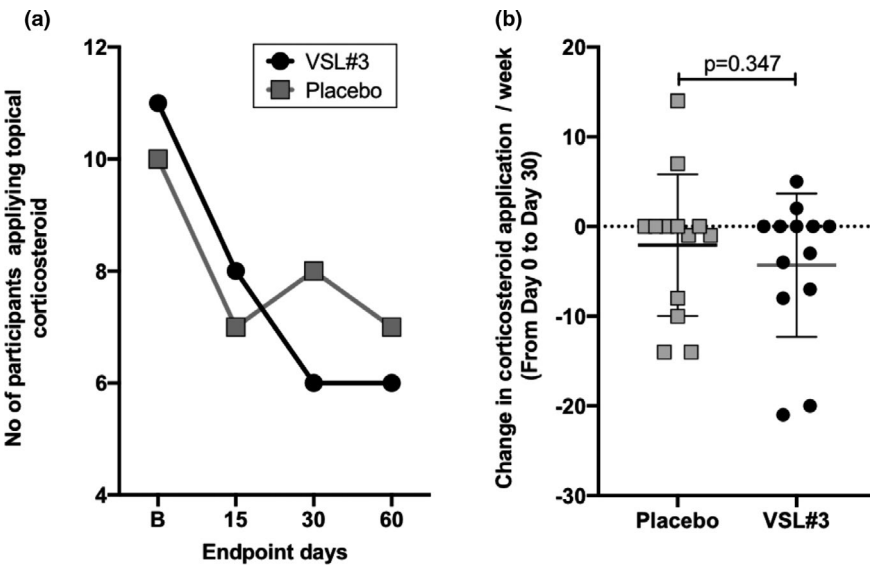 (a)
No of participants appliying topical
corticosteroid
12
10
8
6
4
VSL#3
Placebo
B 15 30 60
Endpoint days
(b)
Change in corticosteroid application / week
(From Day 0 to Day 30)
20
10
0
-10
-20
-30
p=0.347
Placebo VSL#3